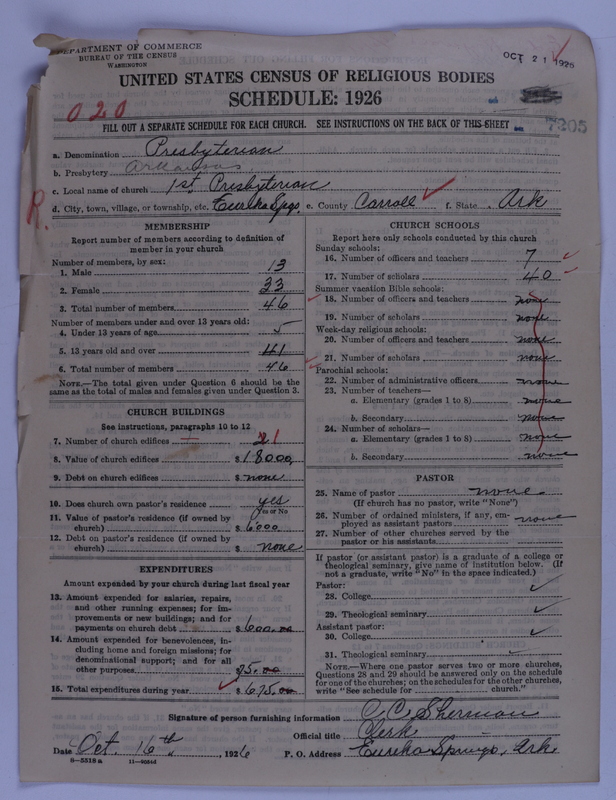 DEPARTMENT OF COMMERCE
BUREAU OF THE CENSUS
WASHINGTON
OCT 21 1926
UNITED STATES CENSUS OF RELIGIOUS BODIES
SCHEDULE: 1926
020
7205
FILL OUT A SEPARATE SCHEDULE FOR EACH CHURCH. SEE INSTRUCTIONS ON THE BACK OF THIS SHEET
a. Denomination Presbyterian
b. Presbytery Arkansas
c. Local name of church 1st Presbyterian
R.
d. City, town, village, or township, etc. Eureka Spgs. e. County Carroll f. State Ark
MEMBERSHIP
Report number of members according to definition of
member in your church
Number of members, by sex:
1. Male 13
2. Female 33
3. Total number of members 46
Number of members under and over 13 years old:
4. Under 13 years of age 5
5. 13 years old and over 41
6. Total number of members 46
NOTE.—The total given under Question 6 should be the
same as the total of males and females given under Question 3.
CHURCH BUILDINGS
See instructions, paragraphs 10 to 12
7. Number of church edifices 1
8. Value of church edifices $18000
9. Debt on church edifices $ none
10. Does church own pastor's residence yes
Yes or No
11. Value of pastor's residence (if owned by
church) $6000
12. Debt on pastor's residence (if owned by
church) $ none
EXPENDITURES
Amount expended by your church during last fiscal year
13. Amount expended for salaries, repairs,
and other running expenses; for im-
provements or new buildings; and for
payments on church debt $600.00
14. Amount expended for benevolences, in-
cluding home and foreign missions; for
denominational support; and for all
other purposes 75.00
15. Total expenditures during year $675.00
CHURCH SCHOOLS
Report here only schools conducted by this church
Sunday schools:
16. Number of officers and teachers 7
17. Number of scholars 40
Summer vacation Bible schools:
18. Number of officers and teachers none
19. Number of scholars none
Week-day religious schools:
20. Number of officers and teachers none
21. Number of scholars none
Parochial schools:
22. Number of administrative officers none
23. Number of teachers—
a. Elementary (grades 1 to 8) none
b. Secondary none
24. Number of scholars—
a. Elementary (grades 1 to 8) none
b. Secondary none
PASTOR
25. Name of pastor none
(If church has no pastor, write "None")
26. Number of ordained ministers, if any, em-
ployed as assistant pastors none
27. Number of other churches served by the
pastor or his assistants
If pastor (or assistant pastor) is a graduate of a college or
theological seminary, give name of institution below. (If
not a graduate, write "No" in the space indicated.)
Pastor:
28. College ✓
29. Theological seminary ✓
Assistant pastor:
30. College ✓
31. Theological seminary ✓
NOTE.—Where one pastor serves two or more churches,
Questions 28 and 29 should be answered only on the schedule
for one of the churches; on the schedules for the other churches,
write "See schedule for church."
Signature of person furnishing information C. C. Sherman
Official title Clerk
Date Oct. 16th, 1926 P. O. Address Eureka Springs, Ark.
8-5518a